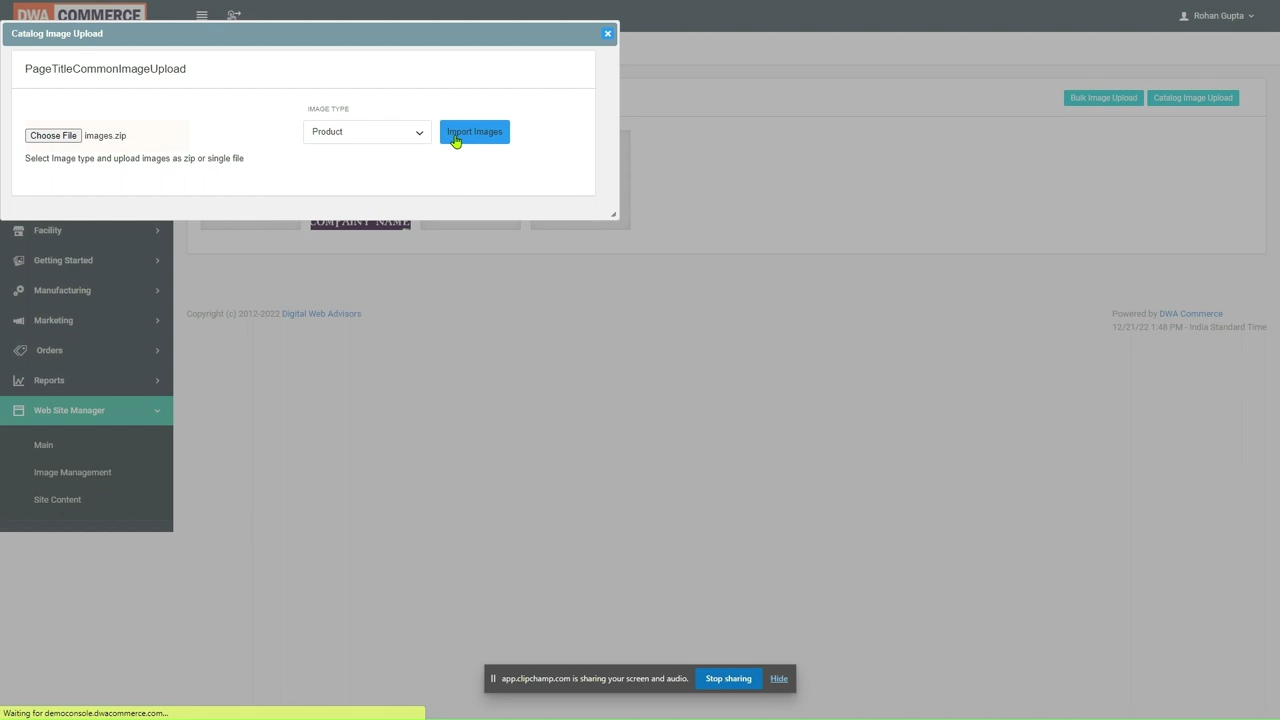 DWA COMMERCE
Rohan Gupta
Catalog Image Upload
PageTitleCommonImageUpload
Bulk Image Upload
Catalog Image Upload
IMAGE TYPE
Choose File images.zip
Product
Import Images
Select Image type and upload images as zip or single file
COMPAINT NAME
Facility
Getting Started
Manufacturing
Marketing
Orders
Reports
Web Site Manager
Main
Image Management
Site Content
Copyright (c) 2012-2022 Digital Web Advisors
Powered by DWA Commerce
12/21/22 1:48 PM - India Standard Time
app.clipchamp.com is sharing your screen and audio.
Stop sharing
Hide
Waiting for democonsole.dwacommerce.com...